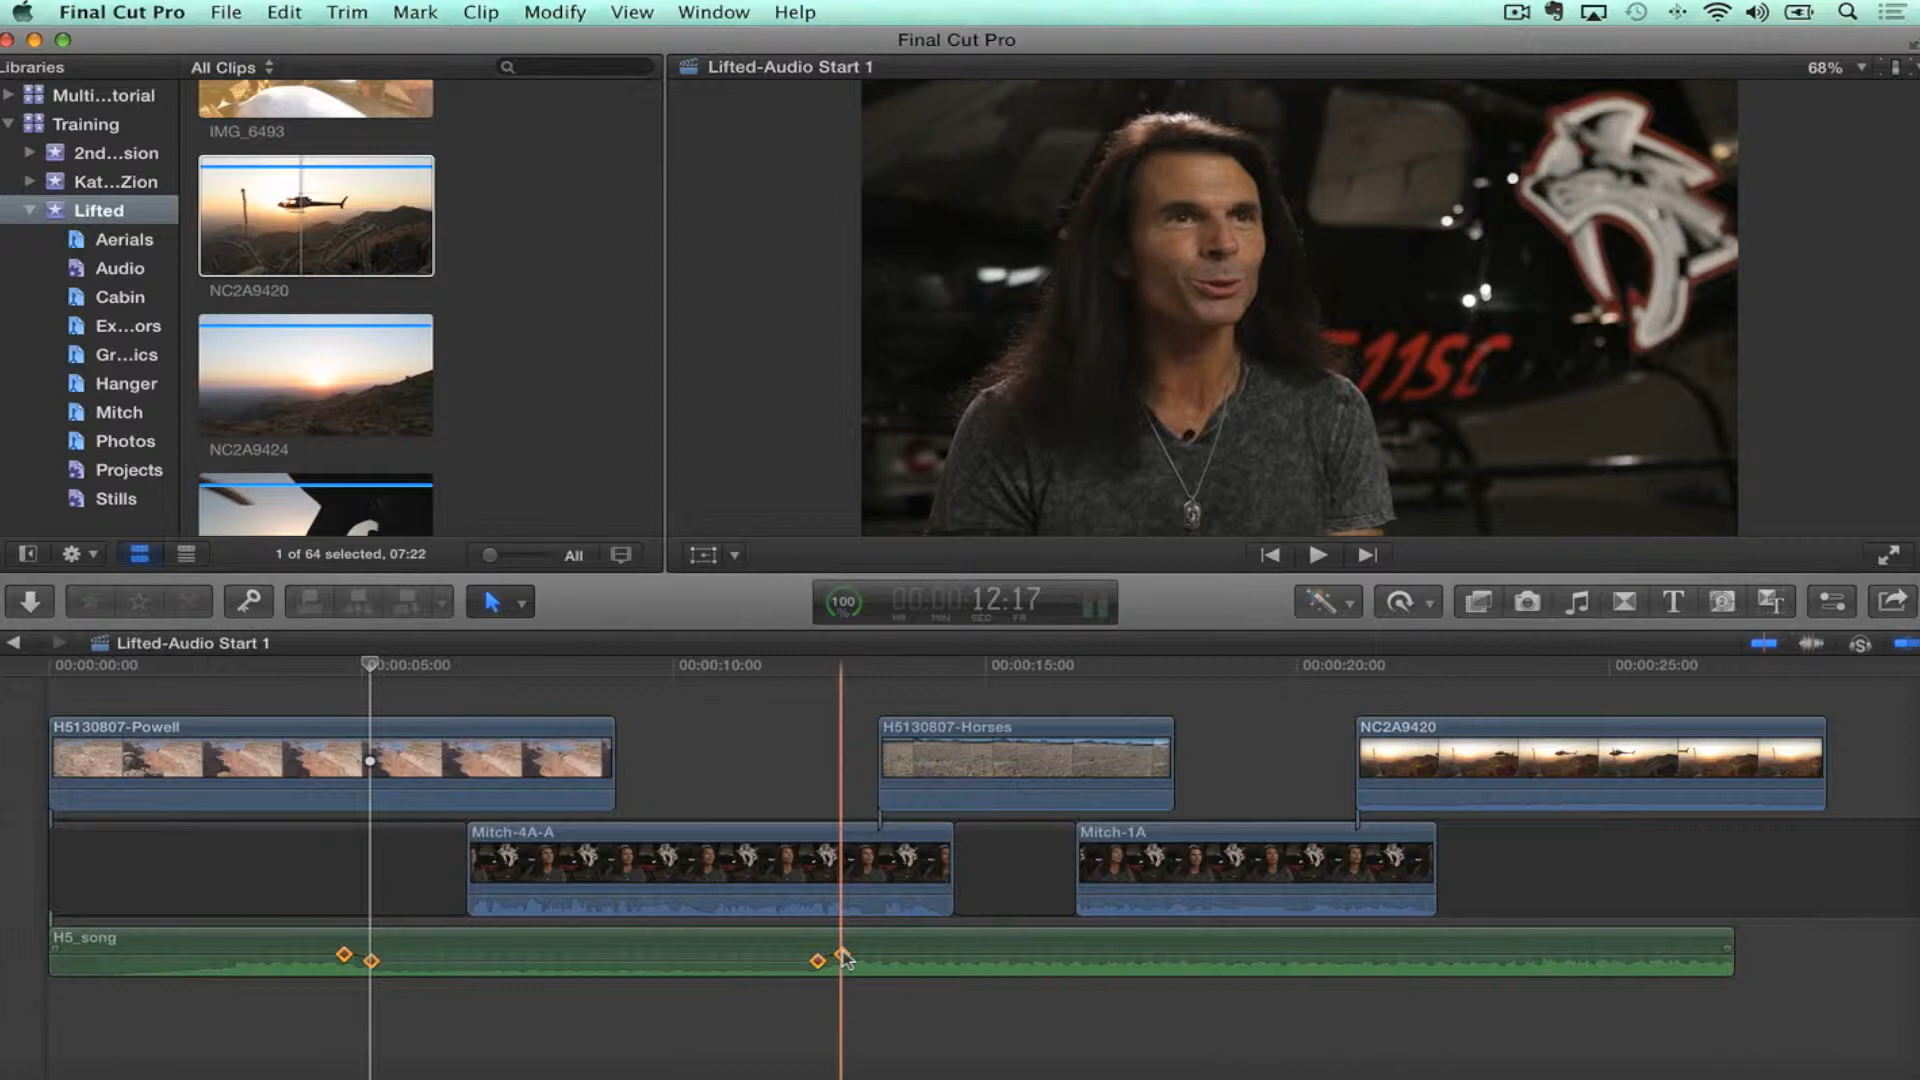 Final Cut Pro File Edit Trim Mark Clip Modify View Window Help
Final Cut Pro
Libraries
All Clips
Lifted-Audio Start 1
68%
Multi...torial
Training
2nd...sion
Kat...Zion
Lifted
Aerials
Audio
Cabin
Ex...ors
Gr...ics
Hanger
Mitch
Photos
Projects
Stills
IMG_6493
NC2A9420
NC2A9424
11SC
1 of 64 selected, 07:22
All
100
%
00:00:12:17
HR MIN SEC FR
Lifted-Audio Start 1
00:00:00:00
00:00:05:00
00:00:10:00
00:00:15:00
00:00:20:00
00:00:25:00
H5130807-Powell
H5130807-Horses
NC2A9420
Mitch-4A-A
Mitch-1A
H5_song